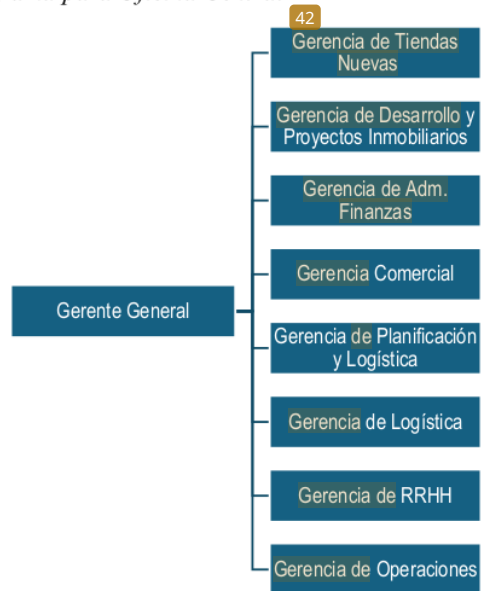 42
Gerencia de Tiendas
Nuevas
Gerencia de Desarrollo y
Proyectos Inmobiliarios
Gerencia de Adm.
Finanzas
Gerencia Comercial
Gerente General
Gerencia de Planificación
y Logística
Gerencia de Logística
Gerencia de RRHH
Gerencia de Operaciones